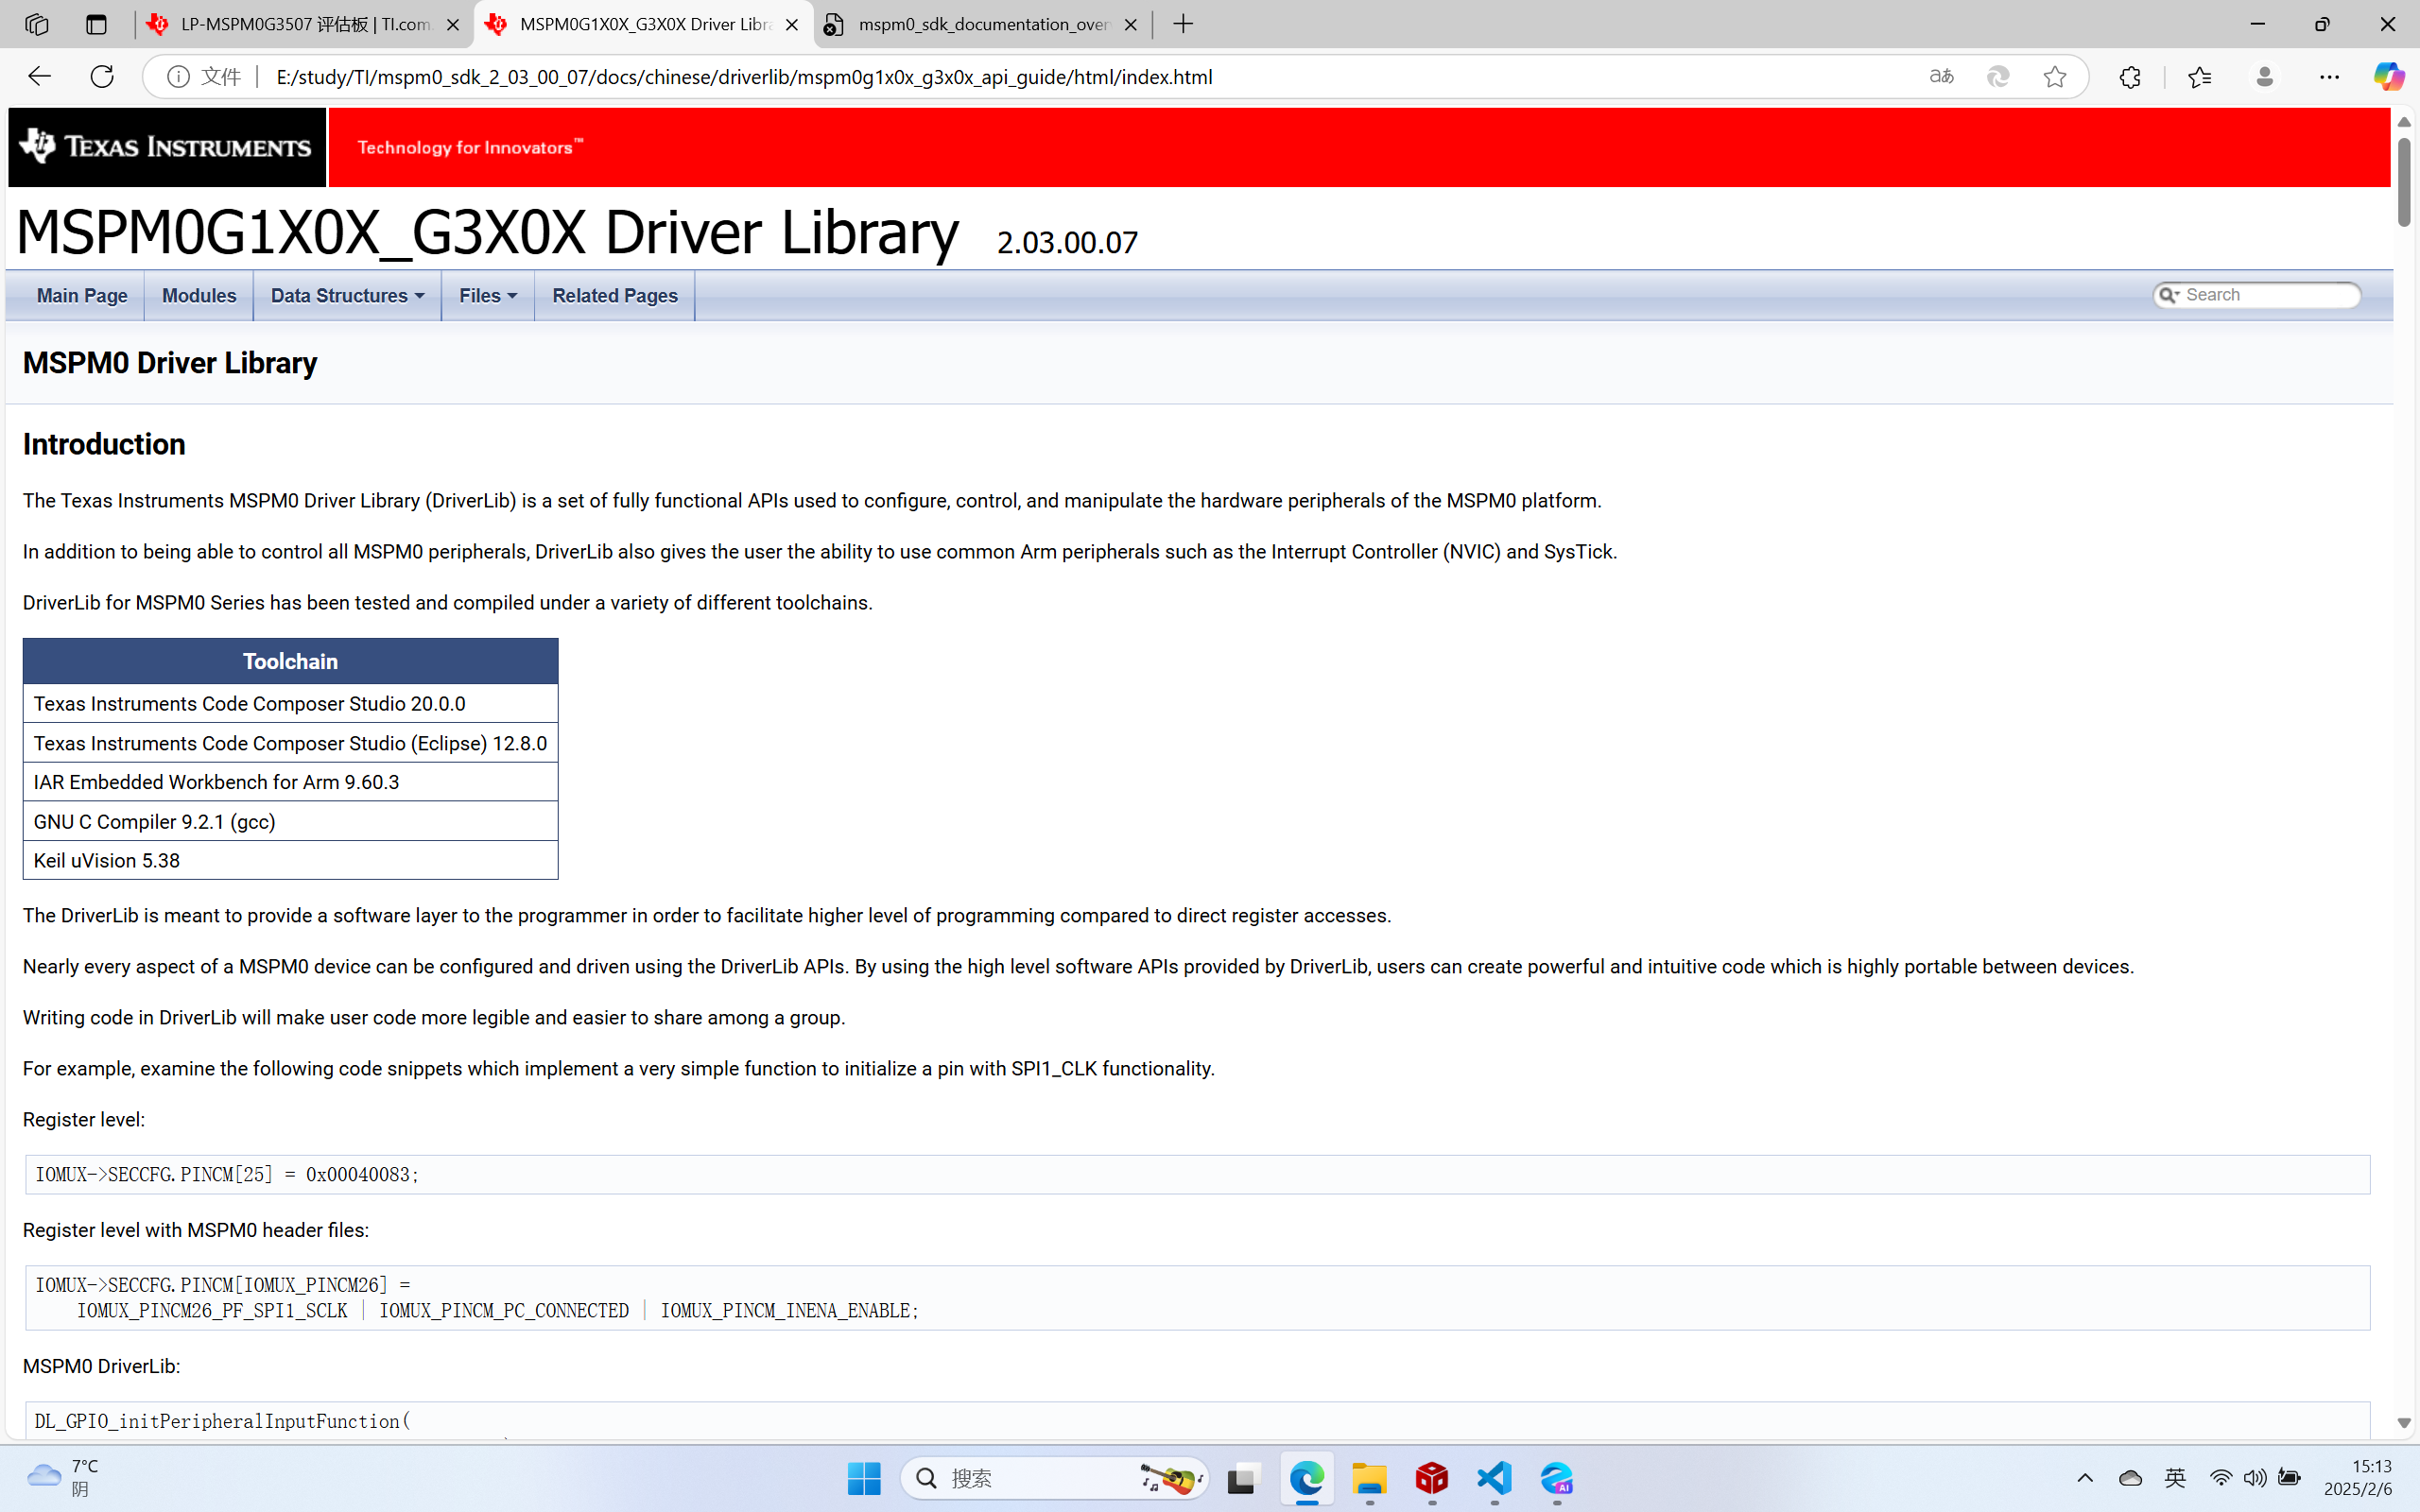 LP-MSPM0G3507 评估板 | TI.com
MSPM0G1X0X_G3X0X Driver Libra
mspm0_sdk_documentation_over
文件 E:/study/TI/mspm0_sdk_2_03_00_07/docs/chinese/driverlib/mspm0g1x0x_g3x0x_api_guide/html/index.html
TEXAS INSTRUMENTS Technology for Innovators™
MSPM0G1X0X_G3X0X Driver Library 2.03.00.07
Main Page Modules Data Structures Files Related Pages Search
MSPM0 Driver Library
Introduction
The Texas Instruments MSPM0 Driver Library (DriverLib) is a set of fully functional APIs used to configure, control, and manipulate the hardware peripherals of the MSPM0 platform.
In addition to being able to control all MSPM0 peripherals, DriverLib also gives the user the ability to use common Arm peripherals such as the Interrupt Controller (NVIC) and SysTick.
DriverLib for MSPM0 Series has been tested and compiled under a variety of different toolchains.
Toolchain
Texas Instruments Code Composer Studio 20.0.0
Texas Instruments Code Composer Studio (Eclipse) 12.8.0
IAR Embedded Workbench for Arm 9.60.3
GNU C Compiler 9.2.1 (gcc)
Keil uVision 5.38
The DriverLib is meant to provide a software layer to the programmer in order to facilitate higher level of programming compared to direct register accesses.
Nearly every aspect of a MSPM0 device can be configured and driven using the DriverLib APIs. By using the high level software APIs provided by DriverLib, users can create powerful and intuitive code which is highly portable between devices.
Writing code in DriverLib will make user code more legible and easier to share among a group.
For example, examine the following code snippets which implement a very simple function to initialize a pin with SPI1_CLK functionality.
Register level:
IOMUX->SECCFG.PINCM[25] = 0x00040083;
Register level with MSPM0 header files:
IOMUX->SECCFG.PINCM[IOMUX_PINCM26] =
IOMUX_PINCM26_PF_SPI1_SCLK | IOMUX_PINCM_PC_CONNECTED | IOMUX_PINCM_INENA_ENABLE;
MSPM0 DriverLib:
DL_GPIO_initPeripheralInputFunction(
7°C
阴
搜索
英
15:13
2025/2/6